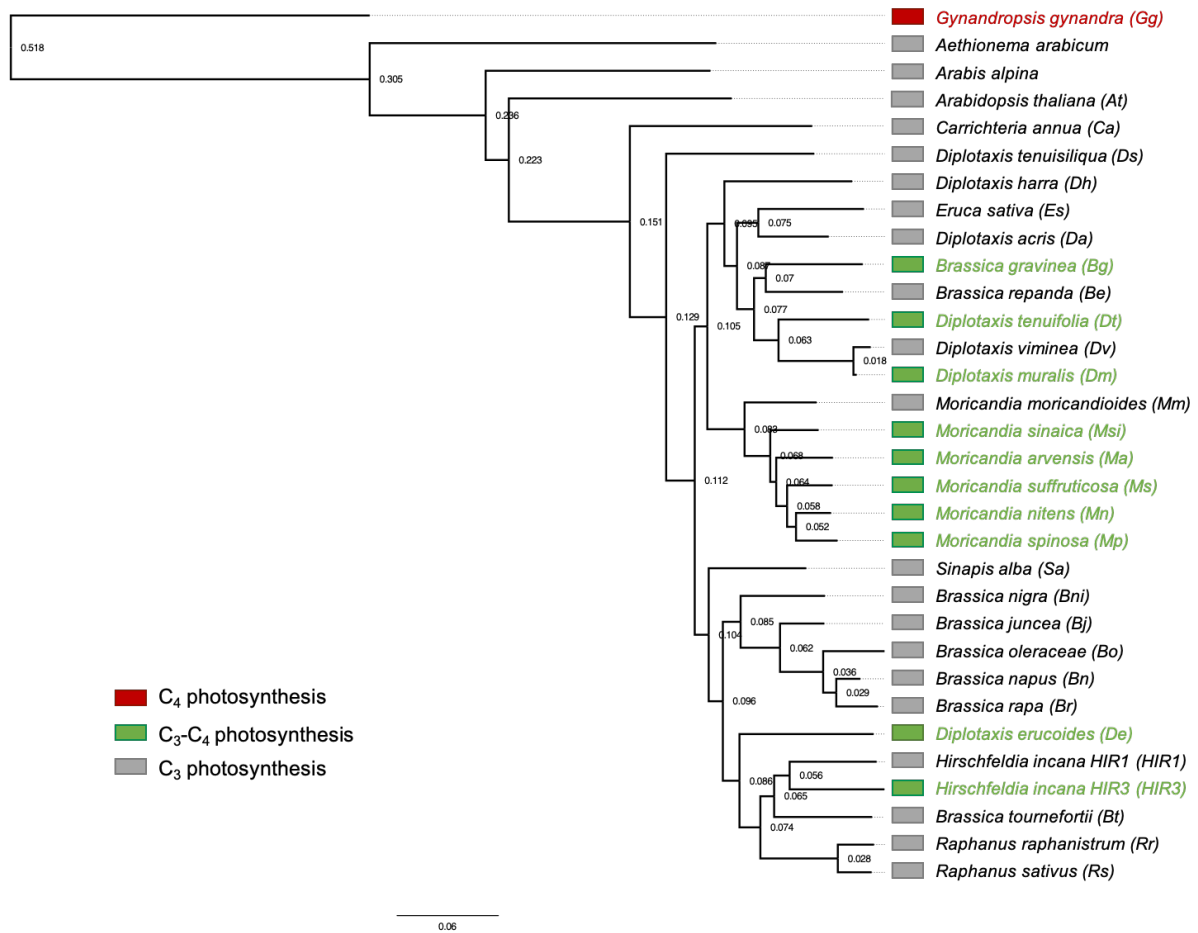 Gynandropsis gynandra (Gg)
0.518
Aethionema arabicum
0.305
Arabis alpina
Arabidopsis thaliana (At)
0.236
Carrichteria annua (Ca)
Diplotaxis tenuisiliqua (Ds)
0.223
Diplotaxis harra (Dh)
Eruca sativa (Es)
0.151
0.095
0.075
Diplotaxis acris (Da)
Brassica gravinea (Bg)
0.087
0.07
Brassica repanda (Be)
0.077
Diplotaxis tenuifolia (Dt)
0.129
0.105
0.063
Diplotaxis viminea (Dv)
0.018
Diplotaxis muralis (Dm)
Moricandia moricandioides (Mm)
0.083
Moricandia sinaica (Msi)
0.068
Moricandia arvensis (Ma)
0.112
0.064
Moricandia suffruticosa (Ms)
0.058
Moricandia nitens (Mn)
0.052
Moricandia spinosa (Mp)
Sinapis alba (Sa)
Brassica nigra (Bni)
0.104
0.085
Brassica juncea (Bj)
0.062
Brassica oleraceae (Bo)
0.036
Brassica napus (Bn)
0.029
0.096
Brassica rapa (Br)
Diplotaxis erucoides (De)
Hirschfeldia incana HIR1 (HIR1)
0.086
0.056
Hirschfeldia incana HIR3 (HIR3)
0.065
Brassica tournefortii (Bt)
0.074
Raphanus raphanistrum (Rr)
0.028
Raphanus sativus (Rs)
C4 photosynthesis
C3-C4 photosynthesis
C3 photosynthesis
0.06